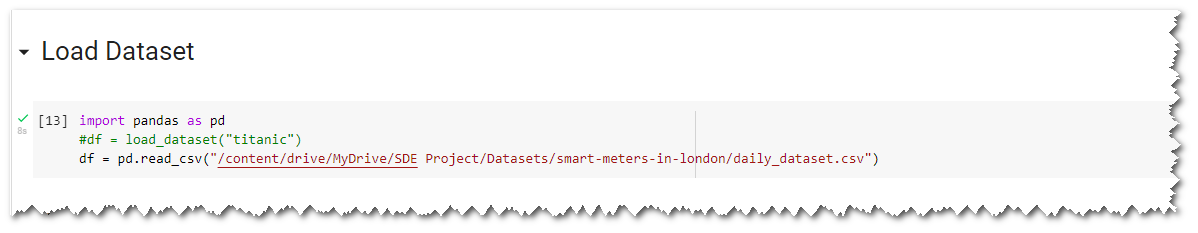 Load Dataset
[13] import pandas as pd
8s
#df = load_dataset("titanic")
df = pd.read_csv("/content/drive/MyDrive/SDE Project/Datasets/smart-meters-in-london/daily_dataset.csv")